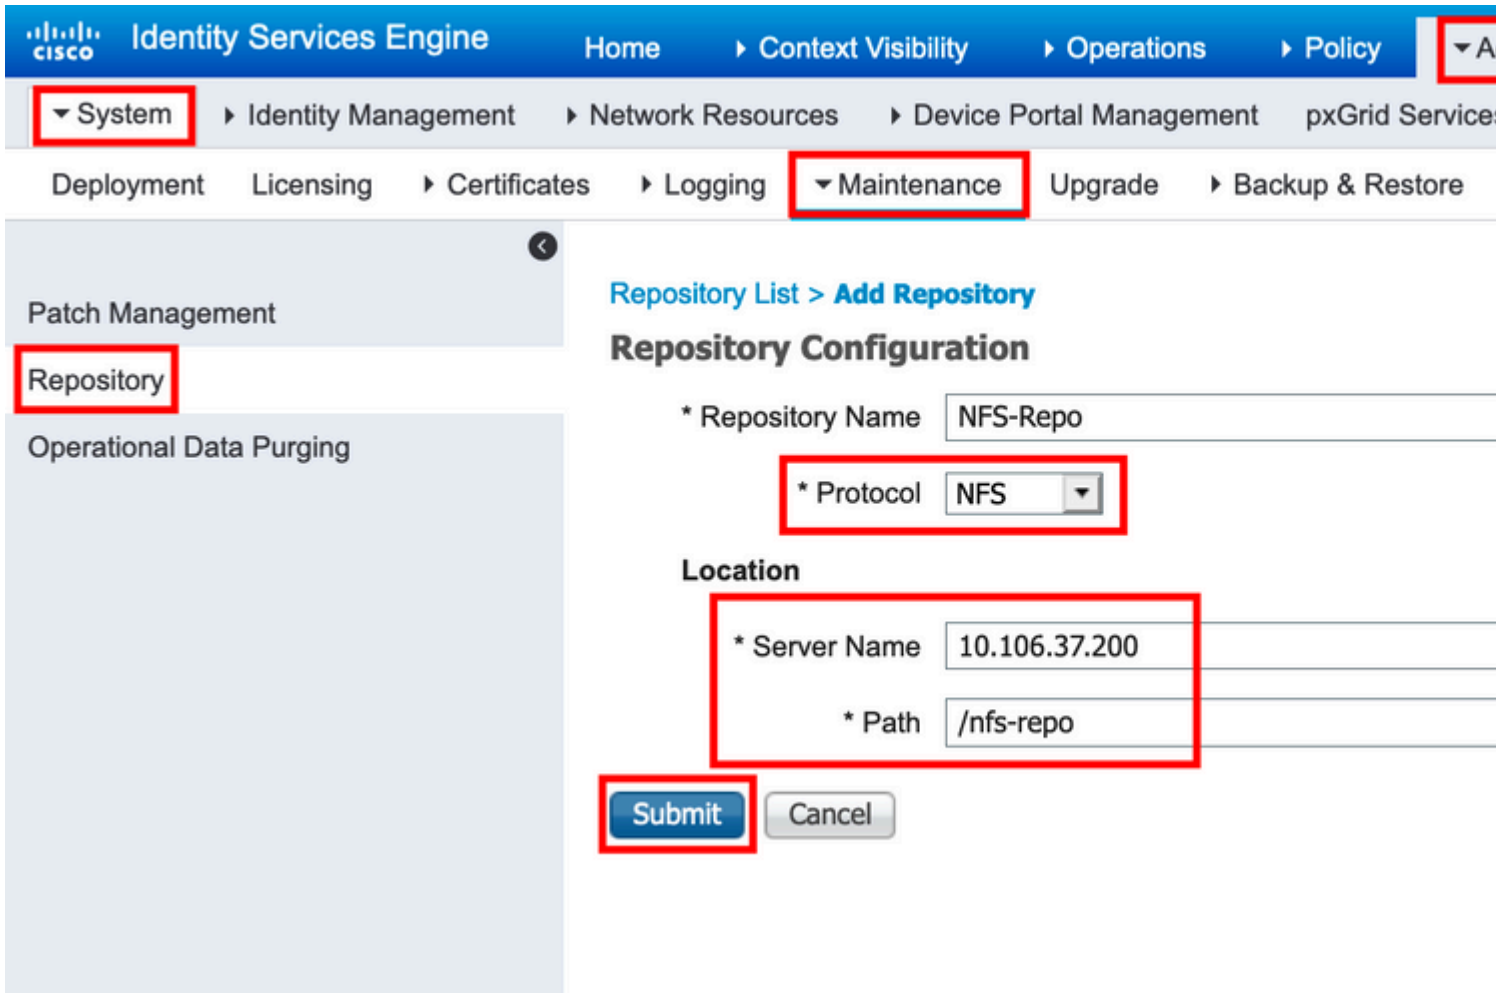 cisco Identity Services Engine Home Context Visibility Operations Policy
System Identity Management Network Resources Device Portal Management pxGrid Services
Deployment Licensing Certificates Logging Maintenance Upgrade Backup & Restore
Patch Management
Repository
Operational Data Purging
Repository List > Add Repository
Repository Configuration
* Repository Name NFS-Repo
* Protocol NFS
Location
* Server Name 10.106.37.200
* Path /nfs-repo
Submit Cancel